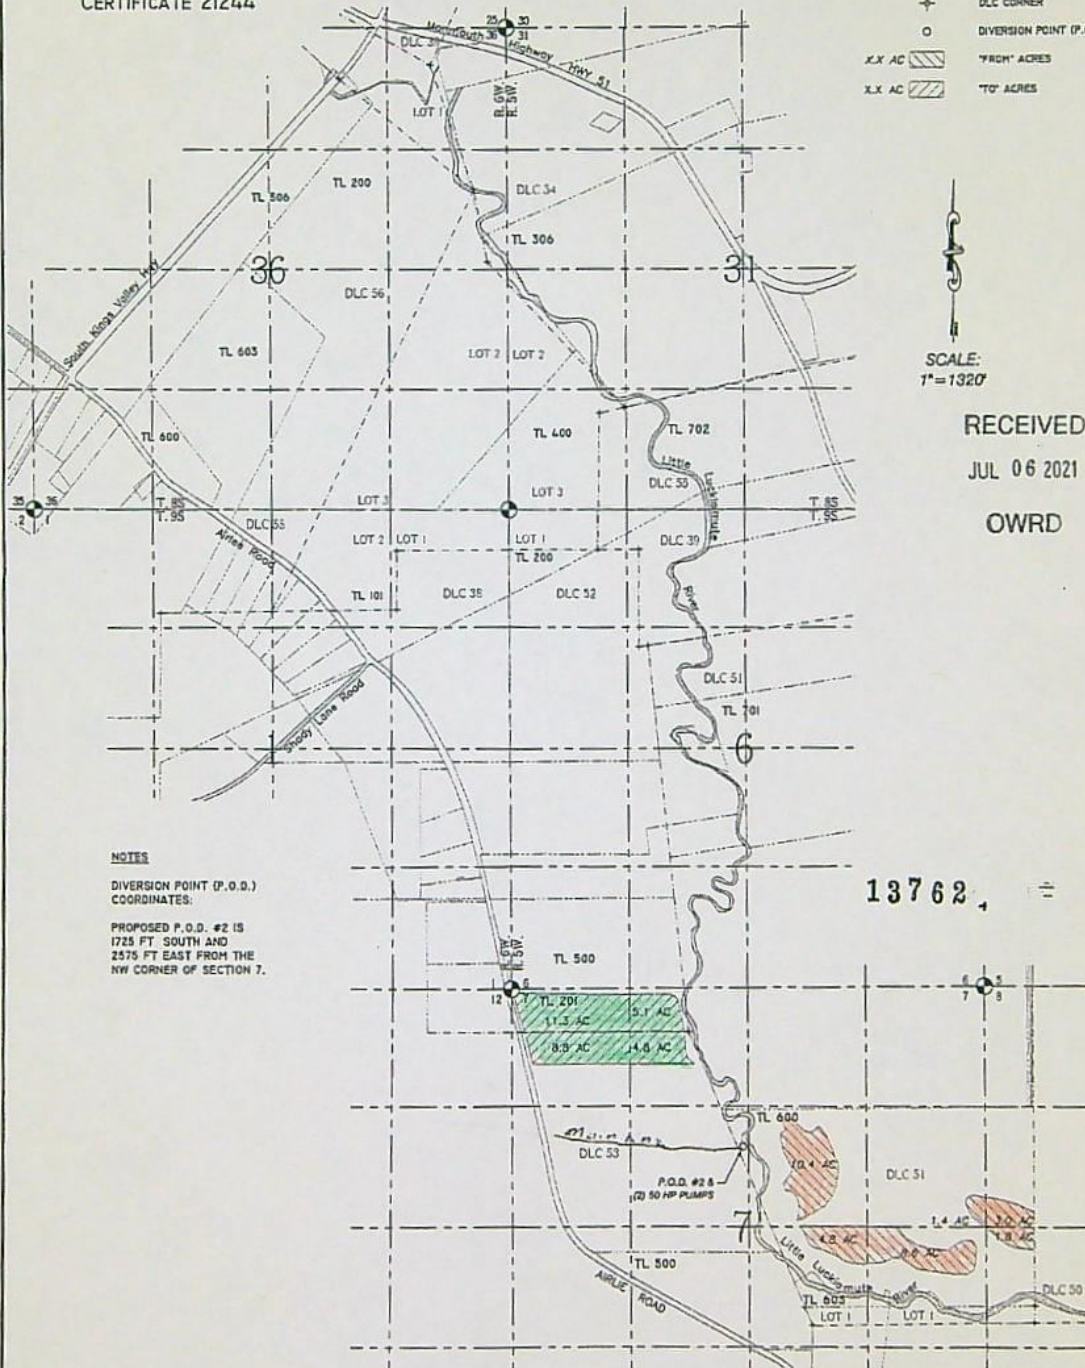 CERTIFICATE 21244
DLC CORNER
DIVERSION POINT (P.
X.X AC "FROM" ACRES
X.X AC "TO" ACRES
25 30
36 31
DLC 3
Monmouth Highway HWY 51
R. 6W.
R. 5W.
LOT 1
TL 506
TL 200
DLC 54
TL 306
36
31
DLC 56
South Kings Valley Hwy
TL 603
LOT 2
LOT 2
SCALE:
1"=1320'
RECEIVED
JUL 06 2021
OWRD
TL 600
TL 400
TL 702
Little
Luckiamute
River
DLC 55
LOT 3
LOT 3
35 36
2 1
T. 8S
T. 9S
T. 8S
T. 9S
DLC 55
Airlie Road
LOT 2
LOT 1
LOT 1
TL 200
DLC 39
TL 101
DLC 38
DLC 52
DLC 51
TL 701
Shady Lane Road
6
NOTES
DIVERSION POINT (P.O.D.)
COORDINATES:
PROPOSED P.O.D. #2 IS
1725 FT SOUTH AND
2575 FT EAST FROM THE
NW CORNER OF SECTION 7.
13762
R. 6W.
R. 5W.
TL 500
6 5
7 8
12
6
7
TL 201
11.3 AC
5.1 AC
8.8 AC
4.8 AC
TL 600
Mainline
DLC 53
P.O.D. #2 &
(2) 50 HP PUMPS
10.4 AC
DLC 51
1.4 AC
3.0 AC
1.8 AC
7
4.8 AC
TL 500
AIRLIE ROAD
Little Luckiamute River
TL 605
LOT 1
LOT 1
DLC 50